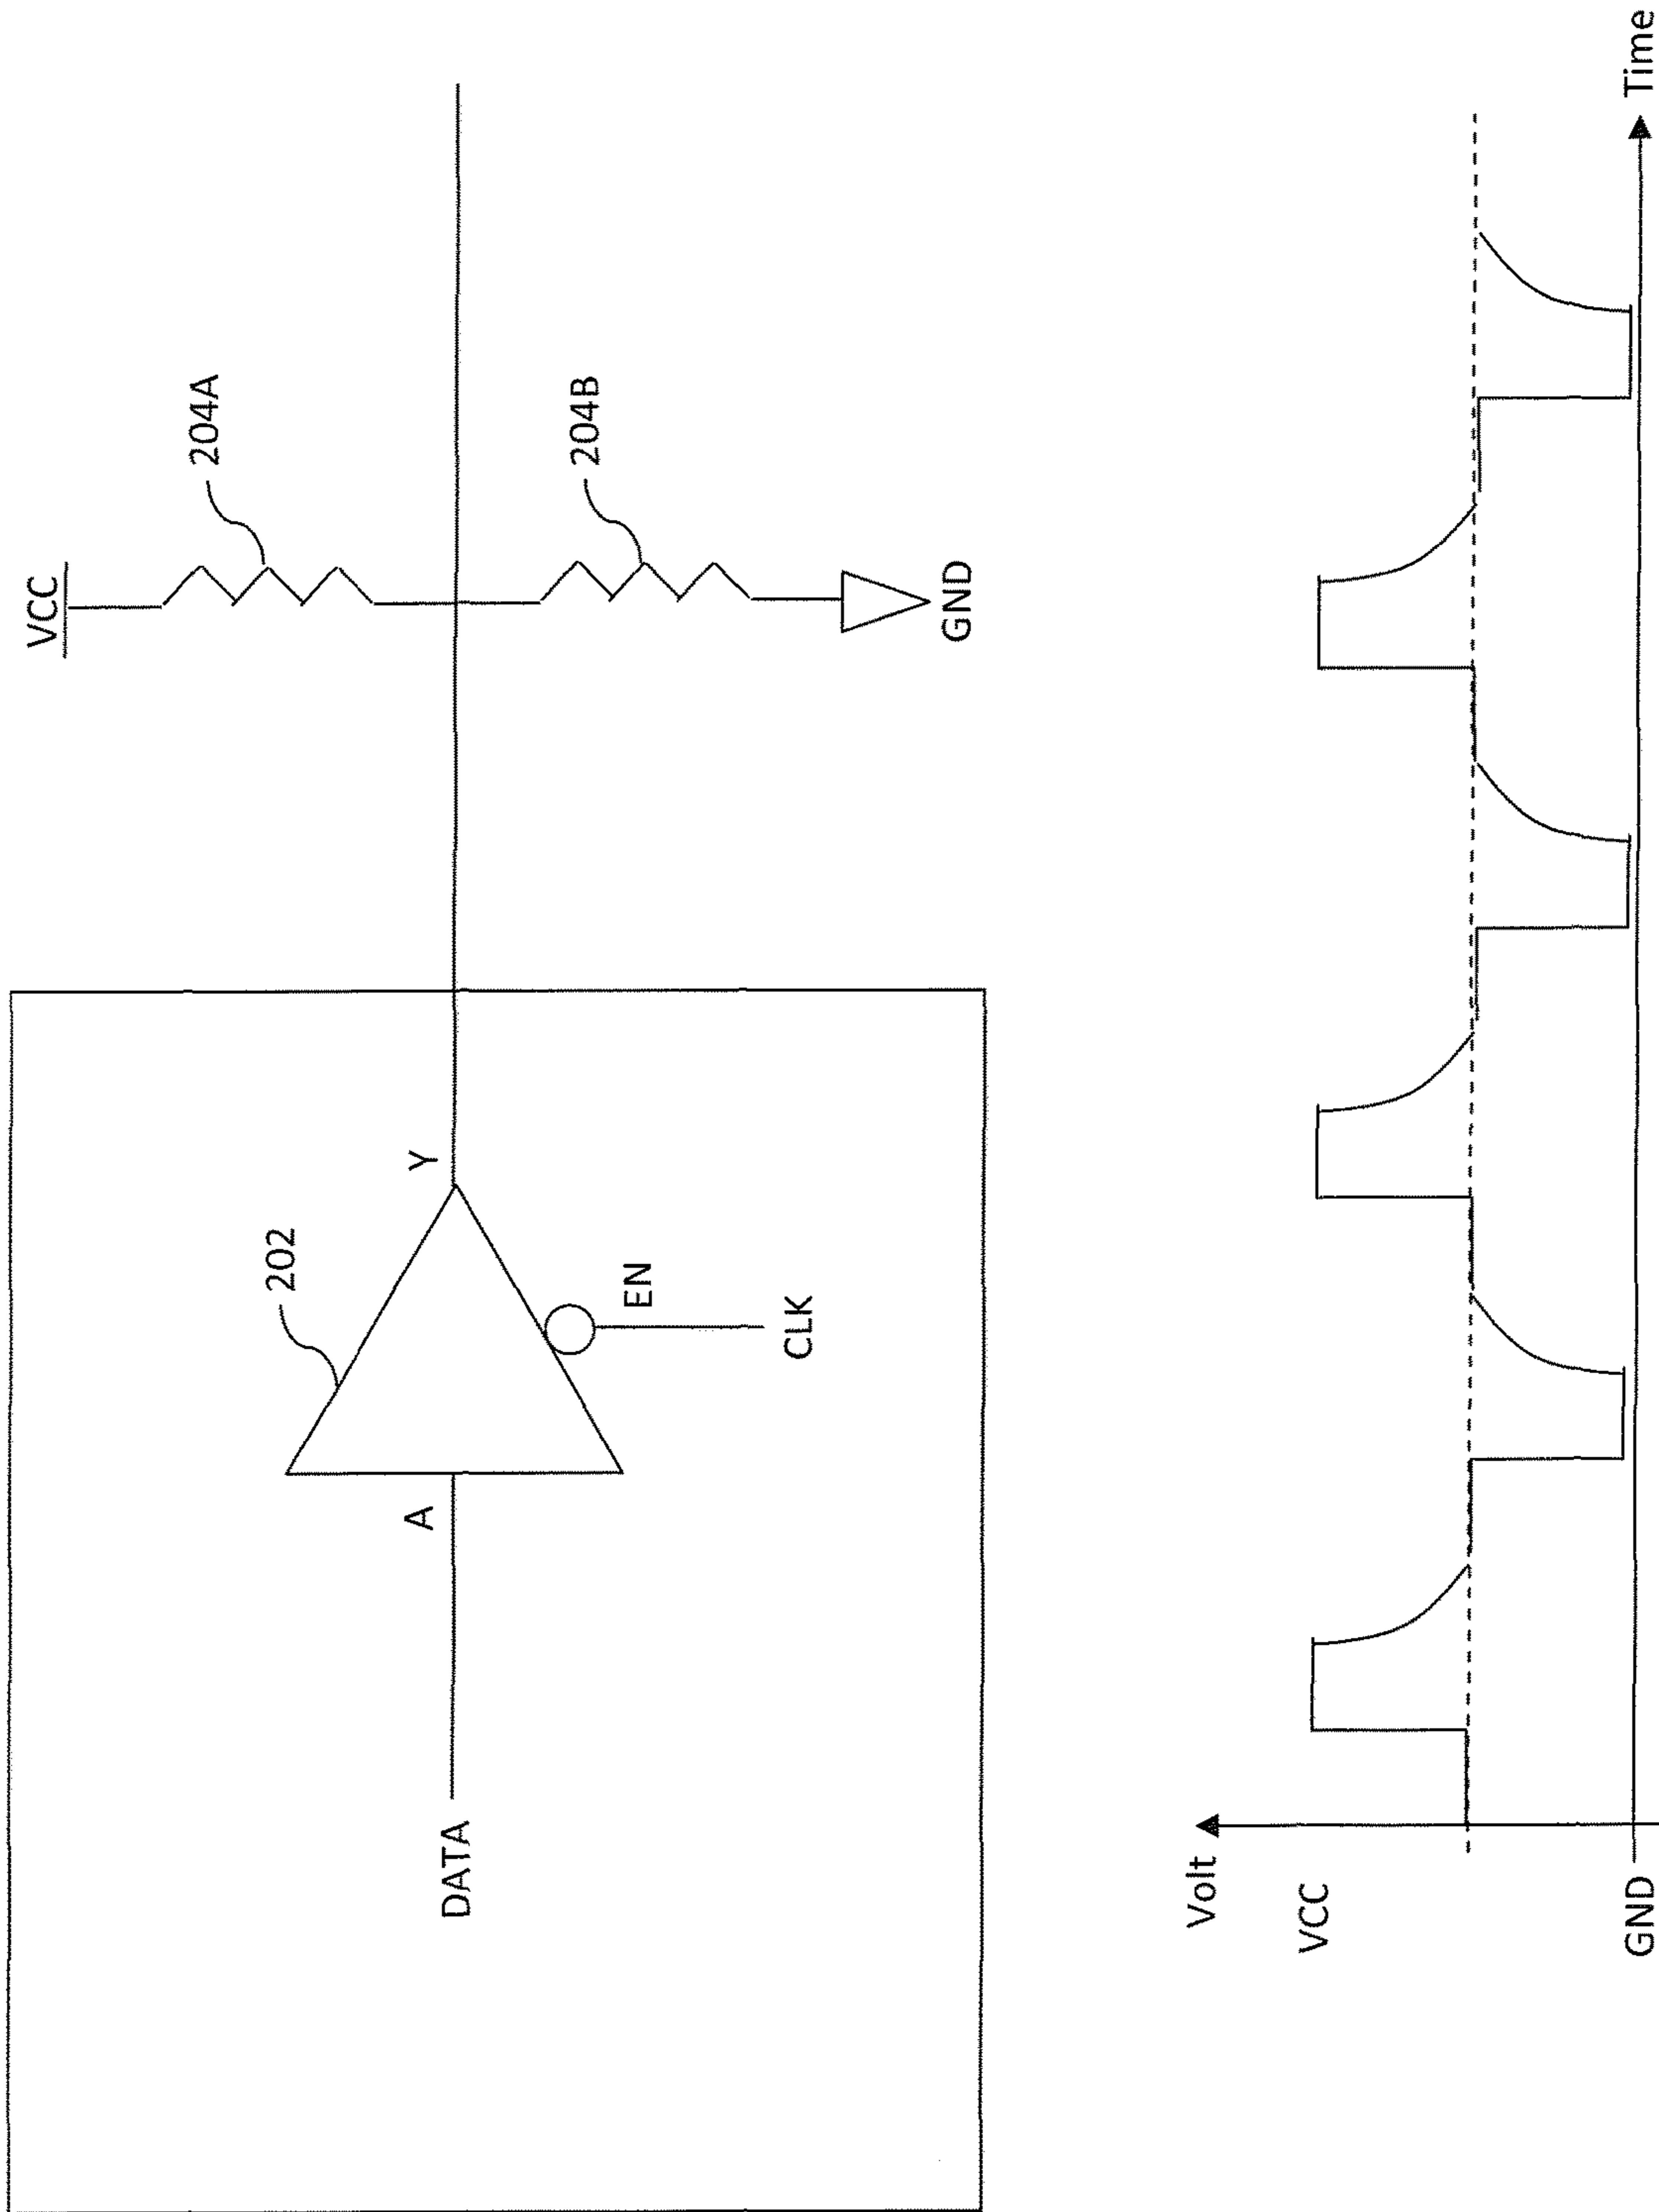 VCC
204A
204B
GND
202
A
Y
EN
CLK
DATA
Volt
VCC
GND
Time